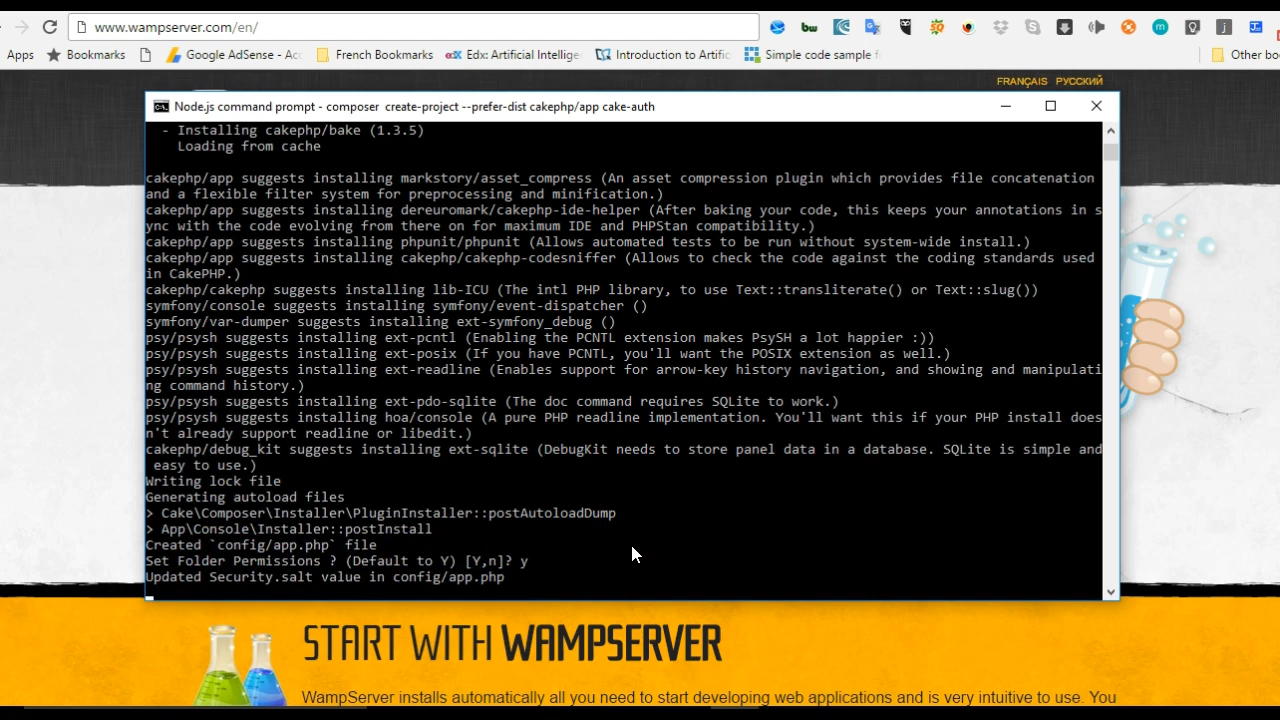 www.wampserver.com/en/
Apps Bookmarks Google AdSense - Acc French Bookmarks Edx: Artificial Intellige Introduction to Artific Simple code sample f Other bo
FRANÇAIS РУССКИЙ
Node.js command prompt - composer create-project --prefer-dist cakephp/app cake-auth
- Installing cakephp/bake (1.3.5)
Loading from cache
cakephp/app suggests installing markstory/asset_compress (An asset compression plugin which provides file concatenation
and a flexible filter system for preprocessing and minification.)
cakephp/app suggests installing dereuromark/cakephp-ide-helper (After baking your code, this keeps your annotations in s
ync with the code evolving from there on for maximum IDE and PHPStan compatibility.)
cakephp/app suggests installing phpunit/phpunit (Allows automated tests to be run without system-wide install.)
cakephp/app suggests installing cakephp/cakephp-codesniffer (Allows to check the code against the coding standards used
in CakePHP.)
cakephp/cakephp suggests installing lib-ICU (The intl PHP library, to use Text::transliterate() or Text::slug())
symfony/console suggests installing symfony/event-dispatcher ()
symfony/var-dumper suggests installing ext-symfony_debug ()
psy/psysh suggests installing ext-pcntl (Enabling the PCNTL extension makes PsySH a lot happier :))
psy/psysh suggests installing ext-posix (If you have PCNTL, you'll want the POSIX extension as well.)
psy/psysh suggests installing ext-readline (Enables support for arrow-key history navigation, and showing and manipulati
ng command history.)
psy/psysh suggests installing ext-pdo-sqlite (The doc command requires SQLite to work.)
psy/psysh suggests installing hoa/console (A pure PHP readline implementation. You'll want this if your PHP install does
n't already support readline or libedit.)
cakephp/debug_kit suggests installing ext-sqlite (DebugKit needs to store panel data in a database. SQLite is simple and
easy to use.)
Writing lock file
Generating autoload files
> Cake\Composer\Installer\PluginInstaller::postAutoloadDump
> App\Console\Installer::postInstall
Created `config/app.php` file
Set Folder Permissions ? (Default to Y) [Y,n]? y
Updated Security.salt value in config/app.php
START WITH WAMPSERVER
WampServer installs automatically all you need to start developing web applications and is very intuitive to use. You